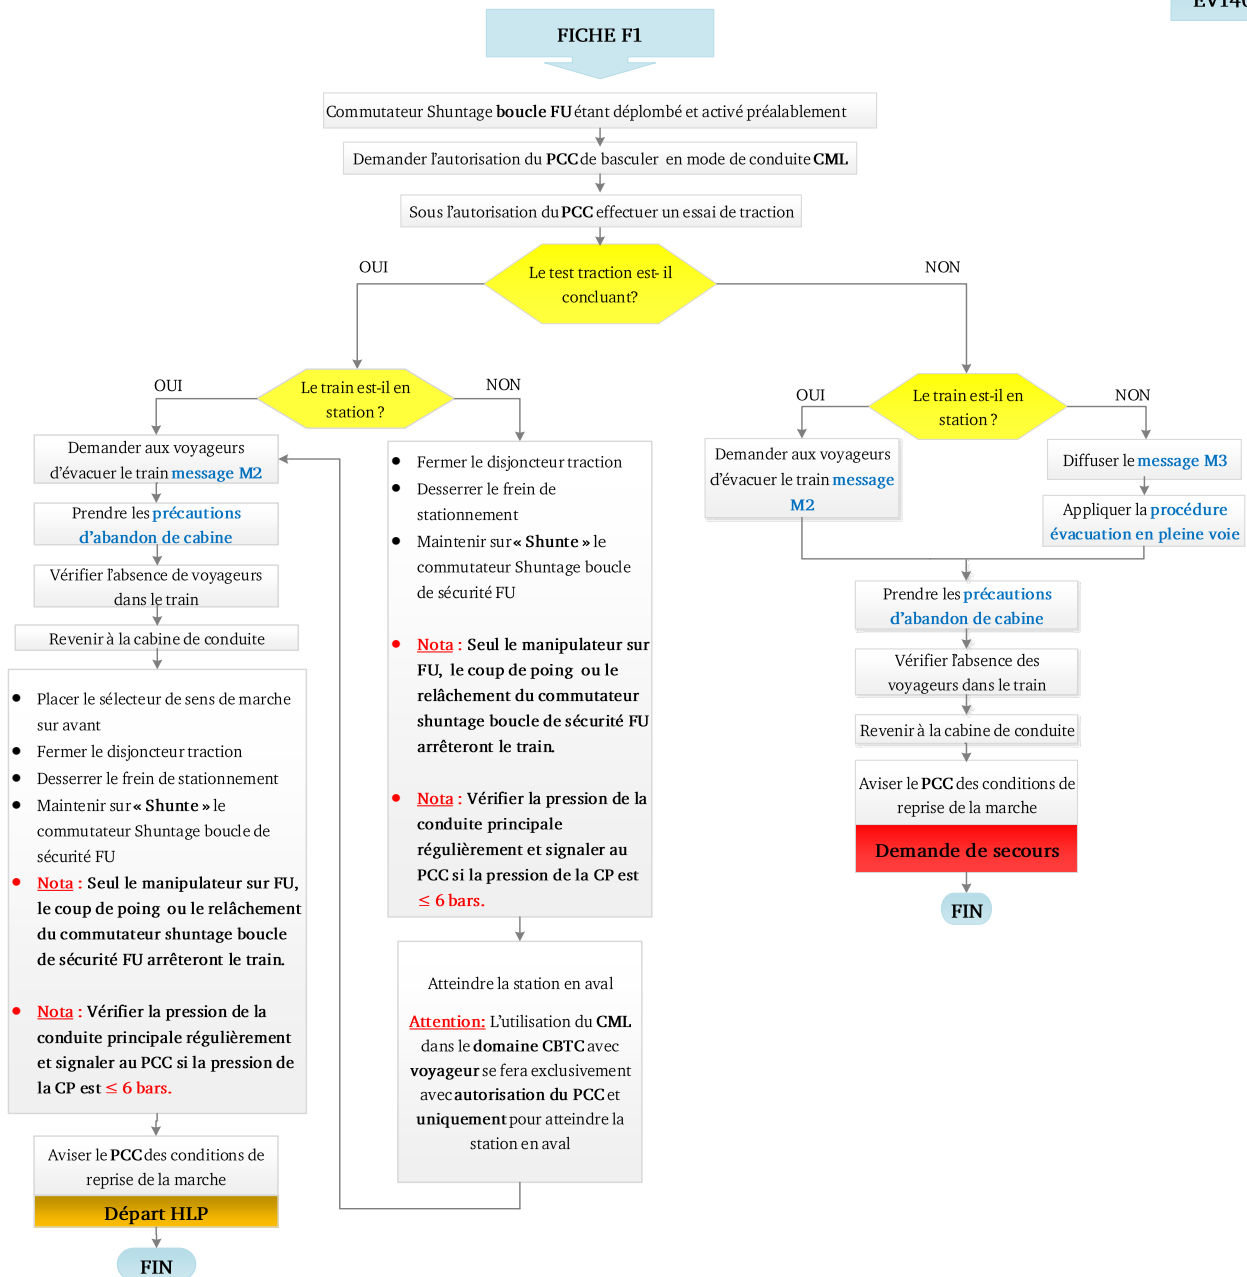 EV140
FICHE F1
Commutateur Shuntage boucle FU étant déplombé et activé préalablement
Demander l'autorisation du PCC de basculer en mode de conduite CML
Sous l'autorisation du PCC effectuer un essai de traction
Le test traction est- il
concluant?
OUI
NON
Le train est-il en
station ?
OUI
NON
Demander aux voyageurs
d'évacuer le train message M2
Prendre les précautions
d'abandon de cabine
Vérifier l'absence de voyageurs
dans le train
Revenir à la cabine de conduite
• Placer le sélecteur de sens de marche
sur avant
• Fermer le disjoncteur traction
• Desserrer le frein de stationnement
• Maintenir sur « Shunte » le
commutateur Shuntage boucle de
sécurité FU
• Nota : Seul le manipulateur sur FU,
le coup de poing ou le relâchement
du commutateur shuntage boucle
de sécurité FU arrêteront le train.
• Nota : Vérifier la pression de la
conduite principale régulièrement
et signaler au PCC si la pression de
la CP est ≤ 6 bars.
Aviser le PCC des conditions de
reprise de la marche
Départ HLP
FIN
• Fermer le disjoncteur traction
• Desserrer le frein de
stationnement
• Maintenir sur « Shunte » le
commutateur Shuntage boucle
de sécurité FU
• Nota : Seul le manipulateur sur
FU, le coup de poing ou le
relâchement du commutateur
shuntage boucle de sécurité FU
arrêteront le train.
• Nota : Vérifier la pression de la
conduite principale
régulièrement et signaler au
PCC si la pression de la CP est
≤ 6 bars.
Atteindre la station en aval
Attention: L'utilisation du CML
dans le domaine CBTC avec
voyageur se fera exclusivement
avec autorisation du PCC et
uniquement pour atteindre la
station en aval
Le train est-il en
station ?
OUI
NON
Demander aux voyageurs
d'évacuer le train message
M2
Diffuser le message M3
Appliquer la procédure
évacuation en pleine voie
Prendre les précautions
d'abandon de cabine
Vérifier l'absence des
voyageurs dans le train
Revenir à la cabine de conduite
Aviser le PCC des conditions de
reprise de la marche
Demande de secours
FIN